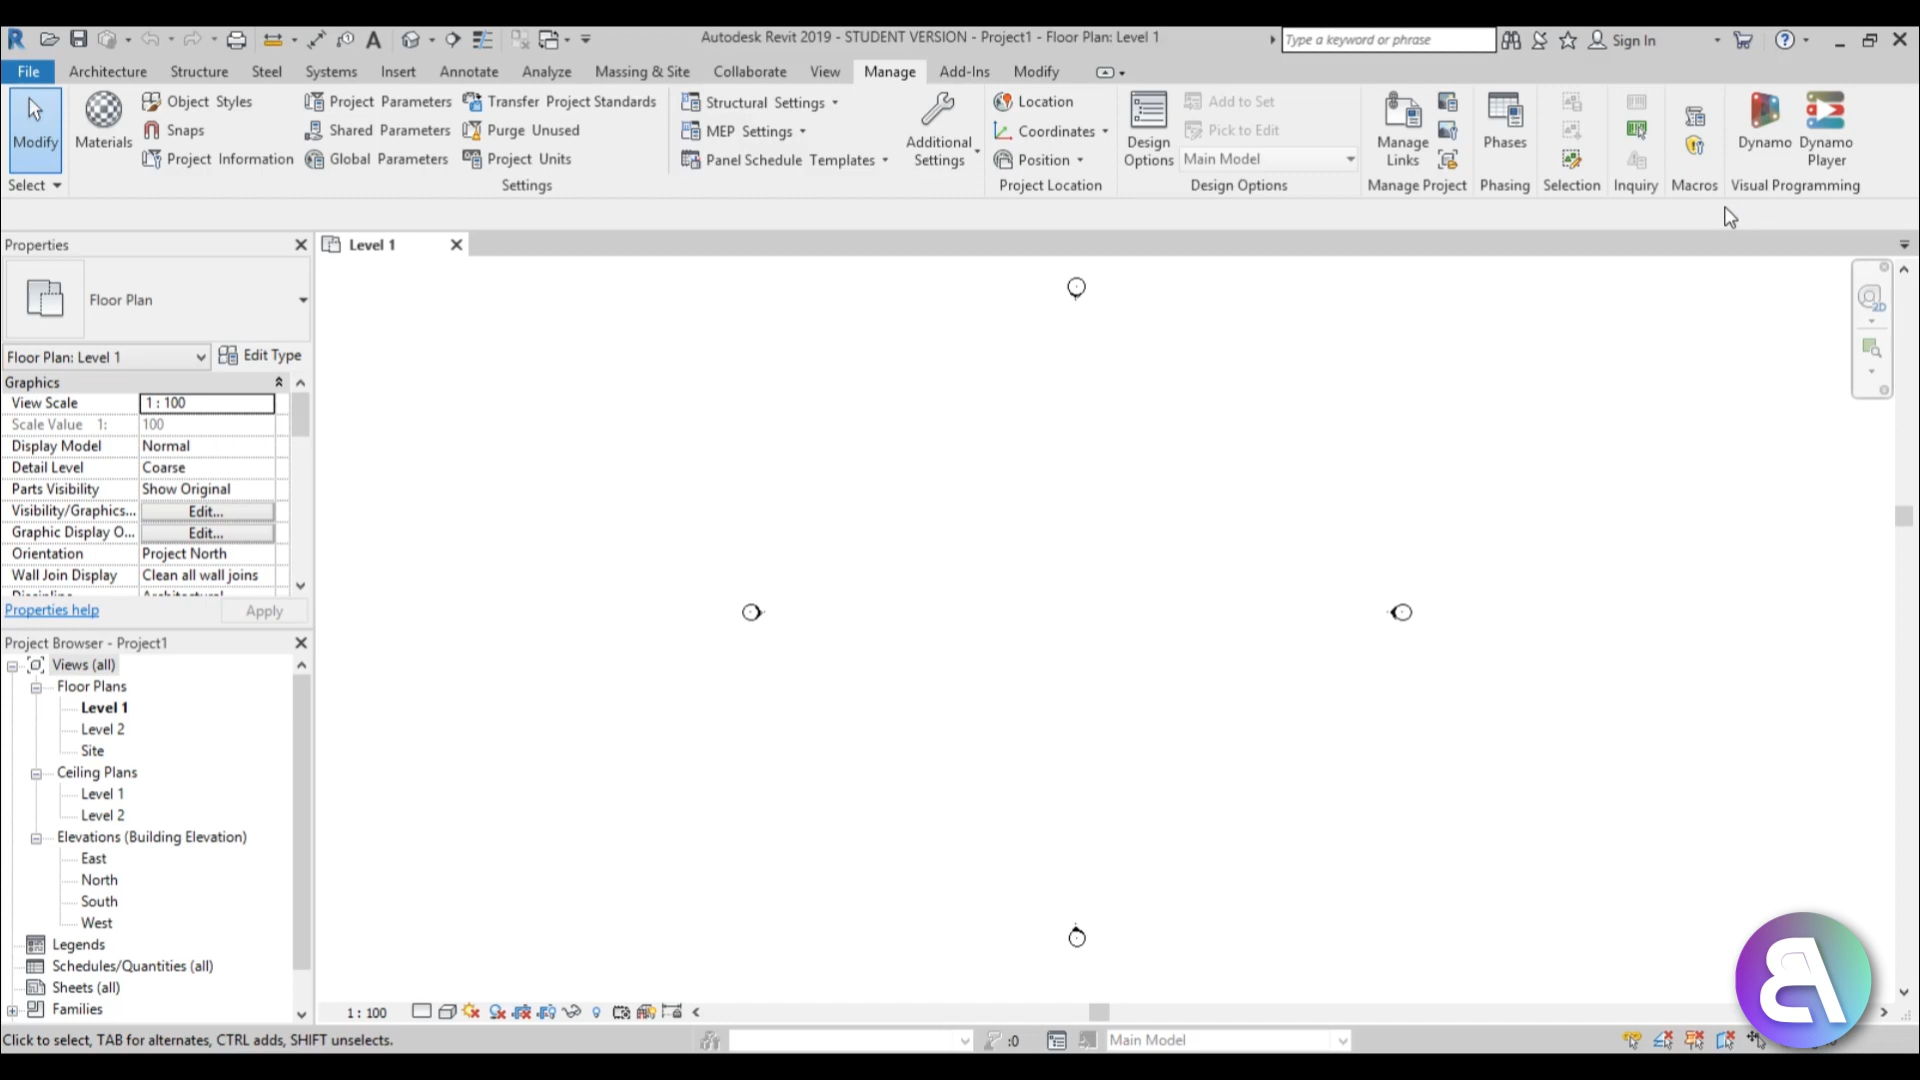 Autodesk Revit 2019 - STUDENT VERSION - Project1 - Floor Plan: Level 1
Type a keyword or phrase
Sign In
File Architecture Structure Steel Systems Insert Annotate Analyze Massing & Site Collaborate View Manage Add-Ins Modify
Modify
Select
Materials
Object Styles
Snaps
Project Information
Project Parameters
Shared Parameters
Global Parameters
Transfer Project Standards
Purge Unused
Project Units
Settings
Structural Settings
MEP Settings
Panel Schedule Templates
Additional Settings
Location
Coordinates
Position
Project Location
Design Options
Add to Set
Pick to Edit
Main Model
Design Options
Manage Links
Manage Project
Phases
Phasing
Selection
Inquiry
Macros
Dynamo
Dynamo Player
Visual Programming
Properties
Level 1
Floor Plan
Floor Plan: Level 1
Edit Type
Graphics
View Scale 1 : 100
Scale Value 1: 100
Display Model Normal
Detail Level Coarse
Parts Visibility Show Original
Visibility/Graphics... Edit...
Graphic Display O... Edit...
Orientation Project North
Wall Join Display Clean all wall joins
Properties help
Apply
Project Browser - Project1
Views (all)
Floor Plans
Level 1
Level 2
Site
Ceiling Plans
Level 1
Level 2
Elevations (Building Elevation)
East
North
South
West
Legends
Schedules/Quantities (all)
Sheets (all)
Families
1 : 100
2D
Click to select, TAB for alternates, CTRL adds, SHIFT unselects.
:0
Main Model